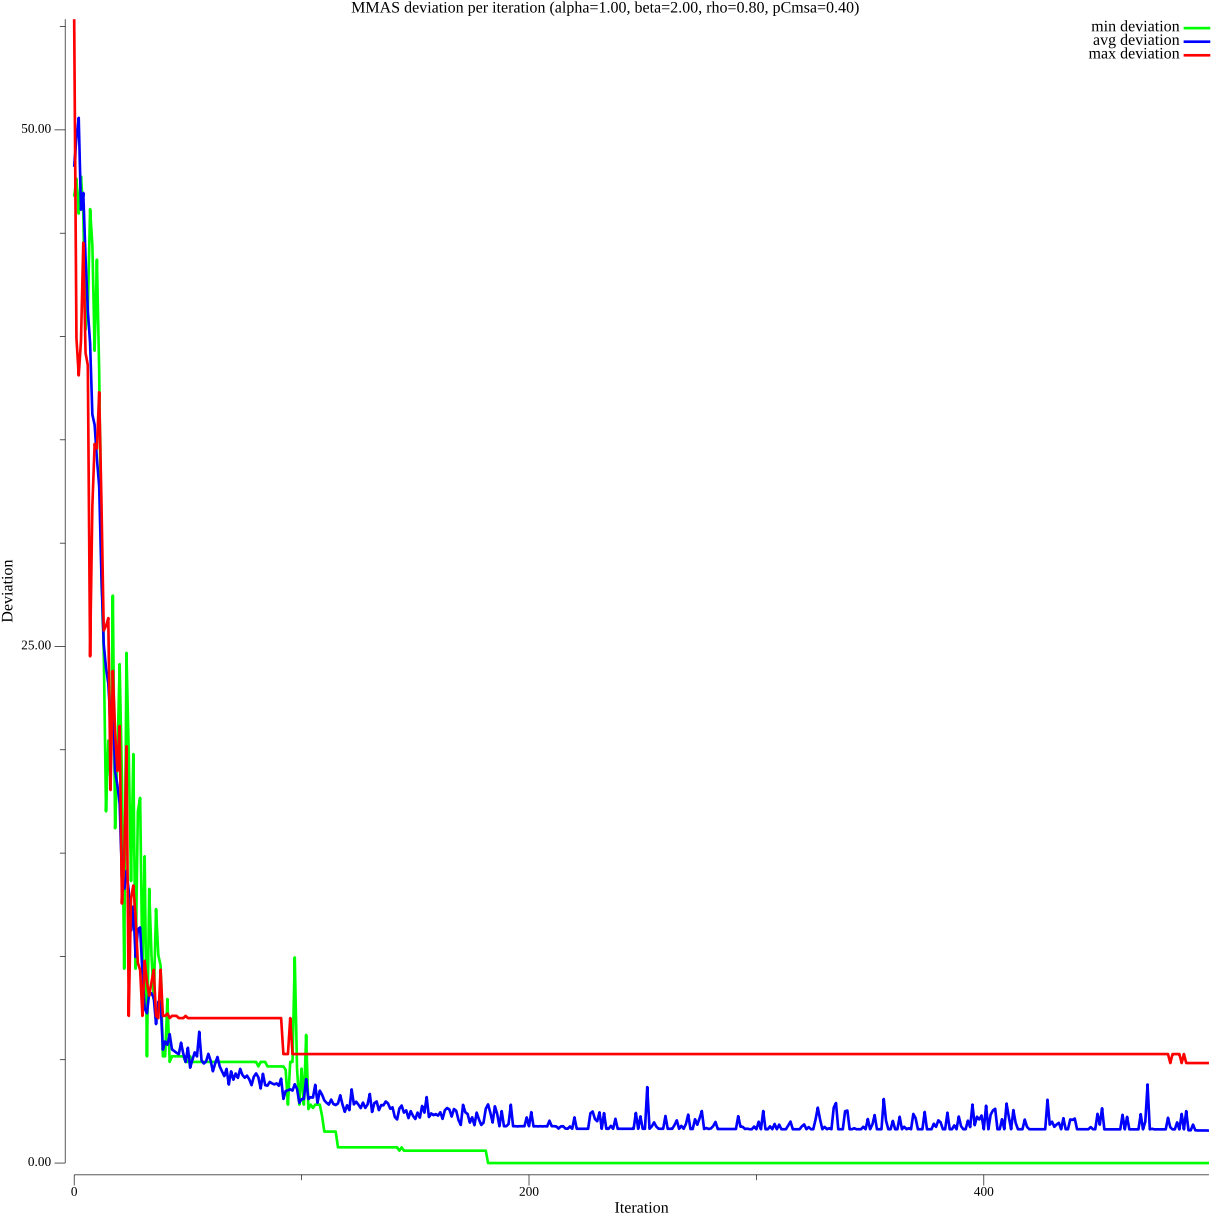 MMAS deviation per iteration (alpha=1.00, beta=2.00, rho=0.80, pCmsa=0.40)
min deviation
avg deviation
max deviation
50.00
25.00
0.00
Deviation
0
200
400
Iteration